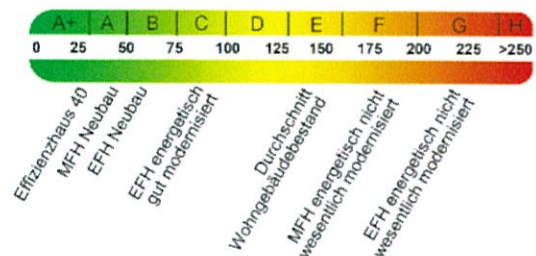 A+ A B C D E F G H
0 25 50 75 100 125 150 175 200 225 >250
Effizienzhaus 40
MFH Neubau
EFH Neubau
EFH energetisch
gut modernisiert
Durchschnitt
Wohngebäudebestand
MFH energetisch nicht
wesentlich modernisiert
EFH energetisch nicht
wesentlich modernisiert